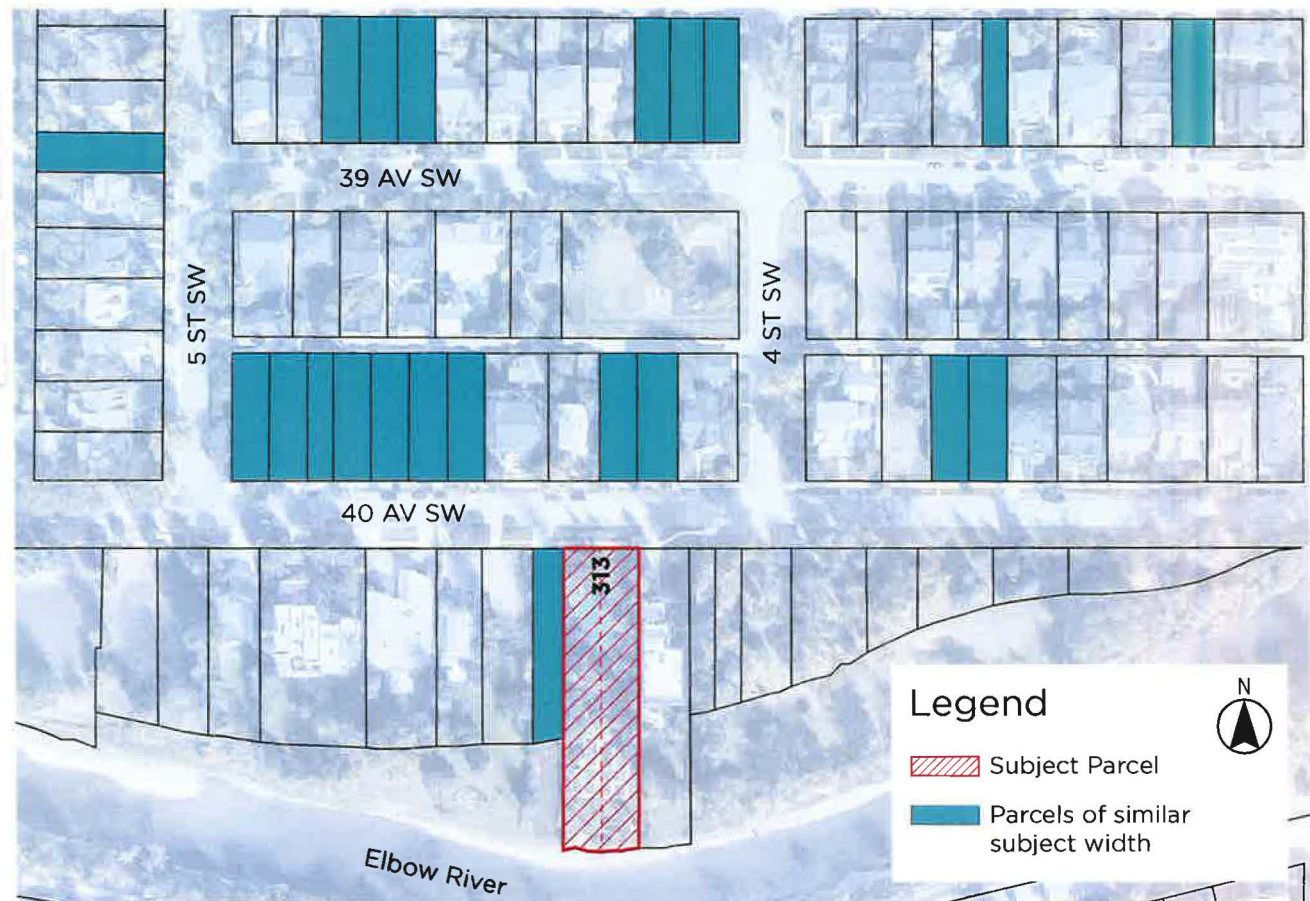 39 AV SW
5 ST SW
4 ST SW
40 AV SW
313
Elbow River
Legend
N
Subject Parcel
Parcels of similar
subject width